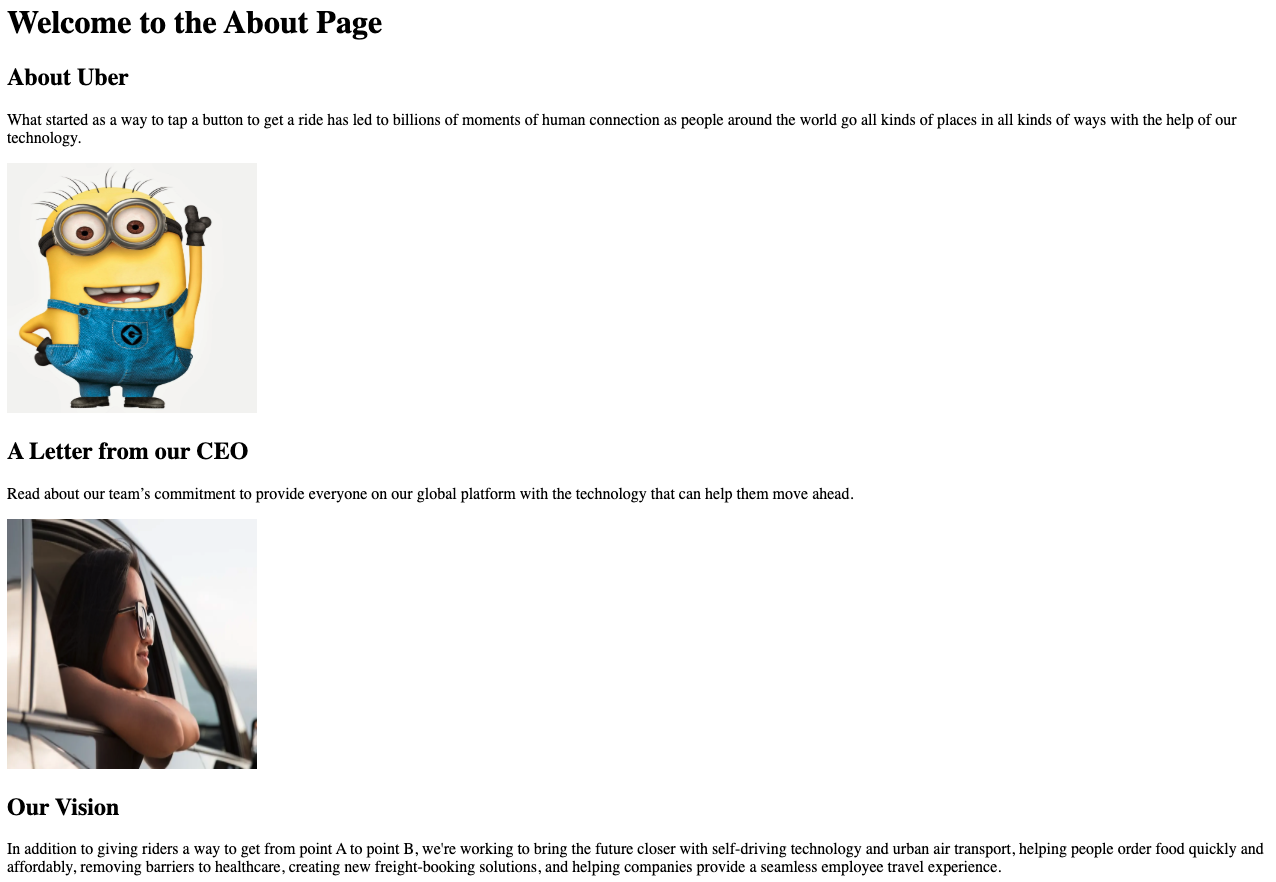 Welcome to the About Page
About Uber
What started as a way to tap a button to get a ride has led to billions of moments of human connection as people around the world go all kinds of places in all kinds of ways with the help of our
technology.
A Letter from our CEO
Read about our team’s commitment to provide everyone on our global platform with the technology that can help them move ahead.
Our Vision
In addition to giving riders a way to get from point A to point B, we're working to bring the future closer with self-driving technology and urban air transport, helping people order food quickly and
affordably, removing barriers to healthcare, creating new freight-booking solutions, and helping companies provide a seamless employee travel experience.